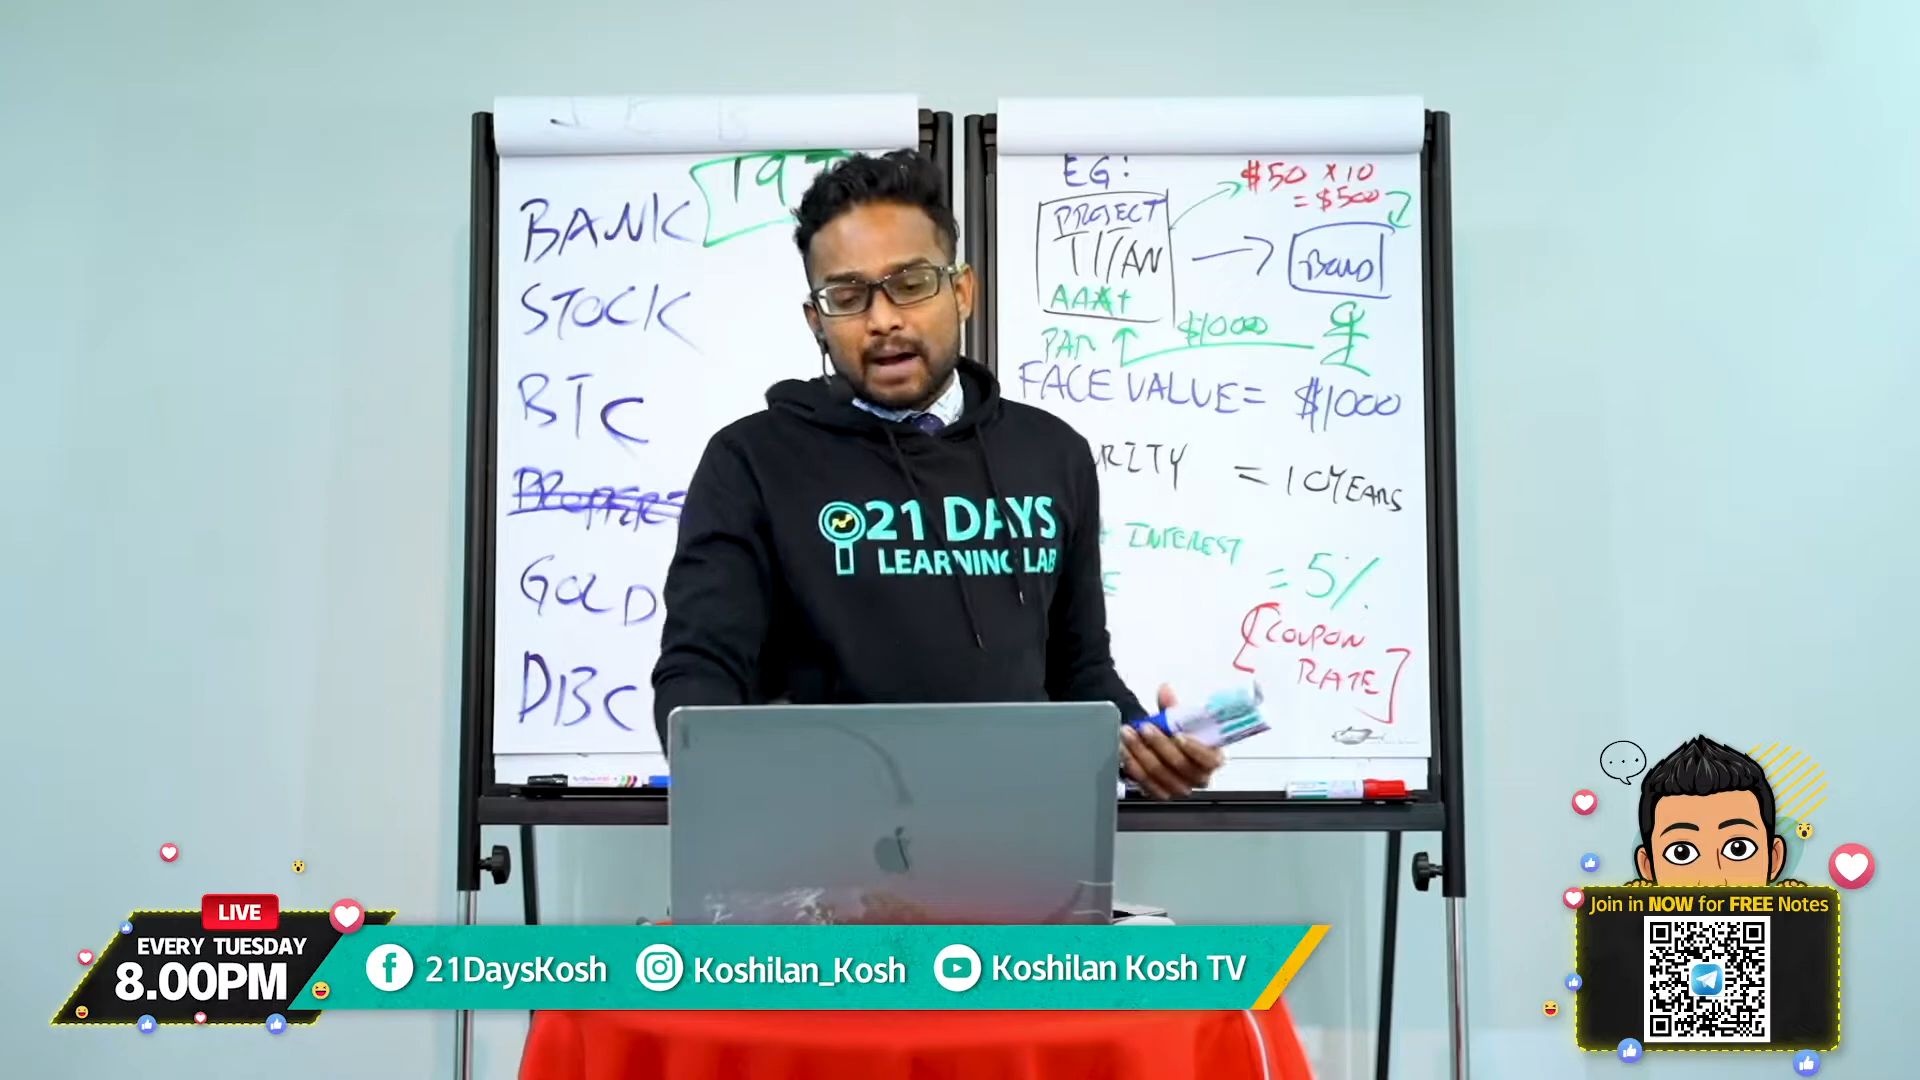 BANK
STOCK
BTC
GOLD
DBC
EG:
$50 x 10
= $500
PROJECT
TITAN
AAA+
BOND
PAR
$1000
FACE VALUE = $1000
RITY = 10 YEARS
INTEREST
= 5%
[COUPON
RATE]
21 DAYS
LEARNING LAB
LIVE
EVERY TUESDAY
8.00PM
21DaysKosh
Koshilan_Kosh
Koshilan Kosh TV
Join in NOW for FREE Notes